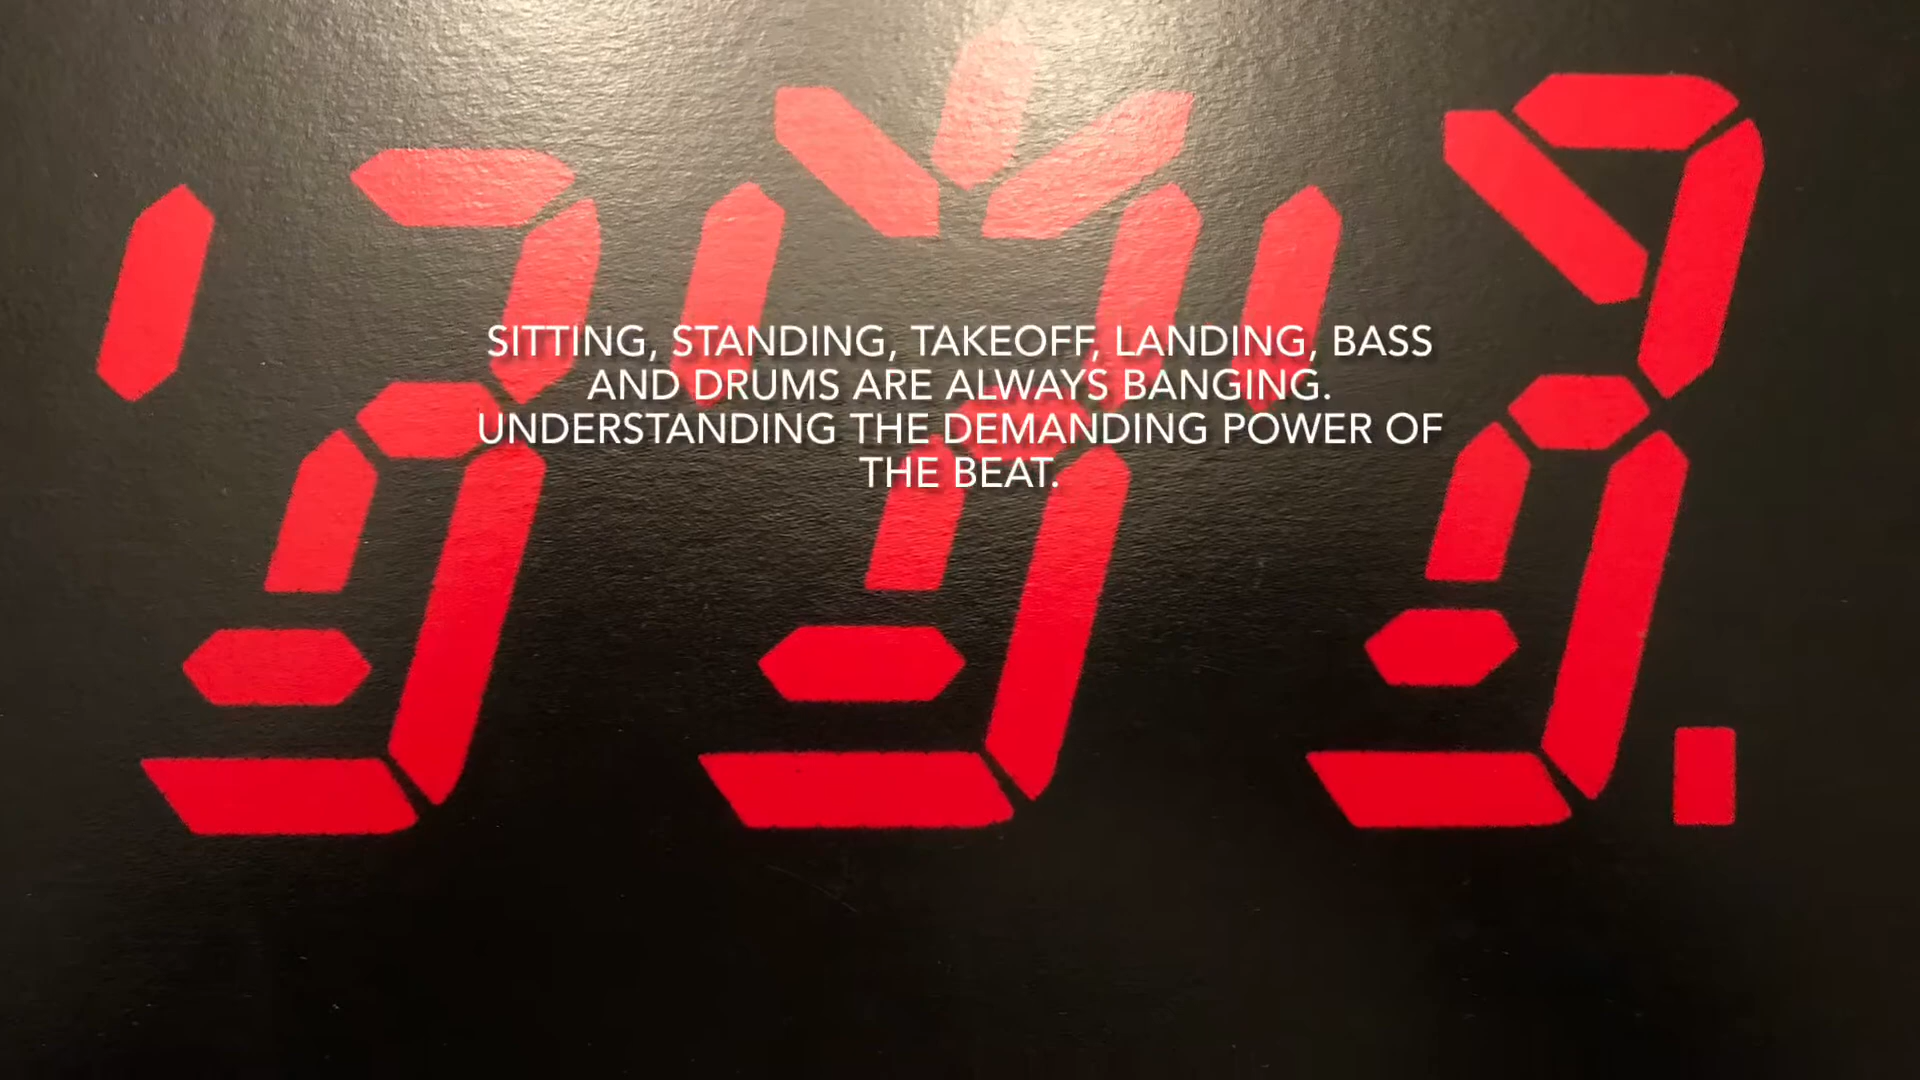 SITTING, STANDING, TAKEOFF, LANDING, BASS
AND DRUMS ARE ALWAYS BANGING.
UNDERSTANDING THE DEMANDING POWER OF
THE BEAT.